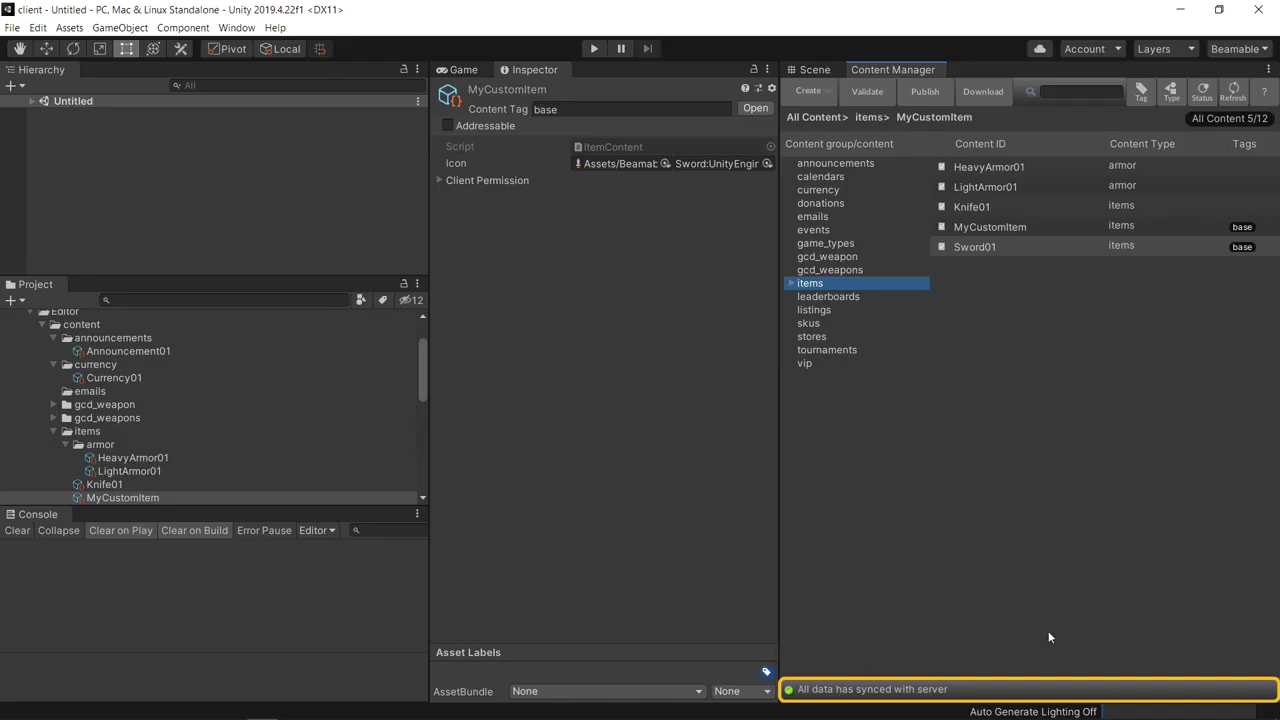 client - Untitled - PC, Mac & Linux Standalone - Unity 2019.4.22f1 <DX11>
File Edit Assets GameObject Component Window Help
Pivot Local Account Layers Beamable
Hierarchy
All
Untitled
Project
12
Editor
content
announcements
Announcement01
currency
Currency01
emails
gcd_weapon
gcd_weapons
items
armor
HeavyArmor01
LightArmor01
Knife01
MyCustomItem
Console
Clear Collapse Clear on Play Clear on Build Error Pause Editor
Game Inspector
MyCustomItem
Content Tag base Open
Addressable
Script ItemContent
Icon Assets/Beamat Sword:UnityEngir
Client Permission
Asset Labels
AssetBundle None None
Scene Content Manager
Create Validate Publish Download Tag Type Status Refresh ?
All Content> items> MyCustomItem All Content 5/12
Content group/content Content ID Content Type Tags
announcements
calendars
currency
donations
emails
events
game_types
gcd_weapon
gcd_weapons
items
leaderboards
listings
skus
stores
tournaments
vip
HeavyArmor01 armor
LightArmor01 armor
Knife01 items
MyCustomItem items base
Sword01 items base
All data has synced with server
Auto Generate Lighting Off